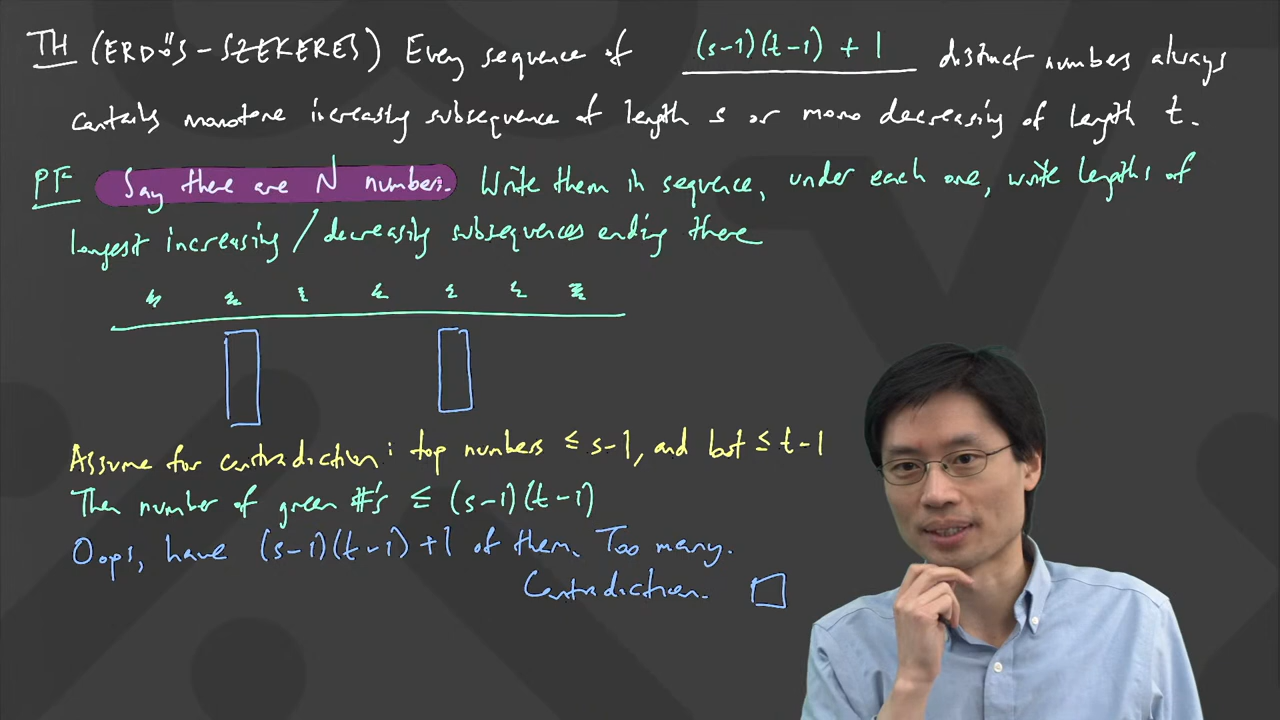 TH (ERDŐS-SZEKERES) Every sequence of (s-1)(t-1) + 1 distinct numbers always
contains monotone increasing subsequence of length s or mono decreasing of length t.
PF Say there are N numbers. Write them in sequence, under each one, write lengths of
longest increasing / decreasing subsequences ending there
Assume for contradiction: top numbers ≤ s-1, and bot ≤ t-1
Then number of green #'s ≤ (s-1)(t-1)
Oops, have (s-1)(t-1)+1 of them. Too many.
Contradiction. □